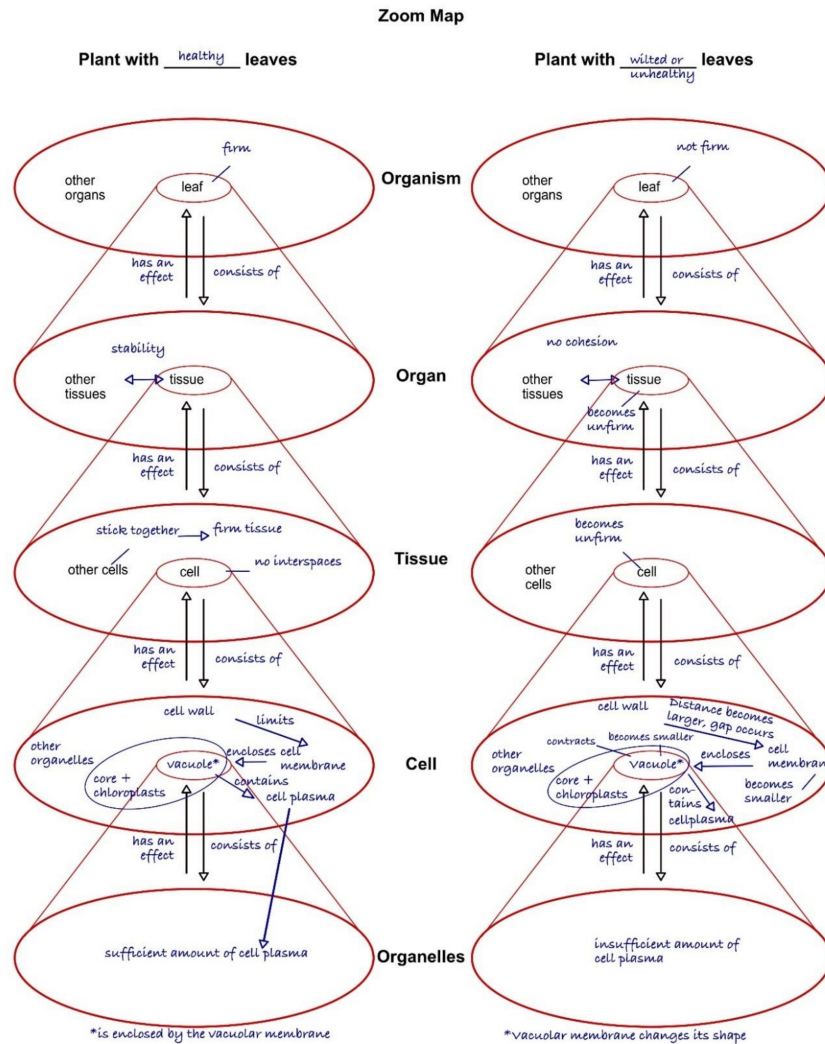 Zoom Map
Plant with healthy leaves
Plant with wilted or unhealthy leaves
firm
other organs
leaf
Organism
not firm
other organs
leaf
has an effect
consists of
has an effect
consists of
stability
other tissues
tissue
Organ
no cohesion
other tissues
tissue
becomes unfirm
has an effect
consists of
has an effect
consists of
stick together
firm tissue
other cells
cell
no interspaces
Tissue
becomes unfirm
other cells
cell
has an effect
consists of
has an effect
consists of
cell wall
limits
other organelles
vacuole*
encloses
cell membrane
core + chloroplasts
contains
cell plasma
Cell
cell wall
Distance becomes larger, gap occurs
contracts
becomes smaller
other organelles
vacuole*
encloses
cell membrane
core + chloroplasts
con-
tains
cellplasma
becomes smaller
has an effect
consists of
has an effect
consists of
sufficient amount of cell plasma
Organelles
insufficient amount of
cell plasma
*is enclosed by the vacuolar membrane
*vacuolar membrane changes its shape